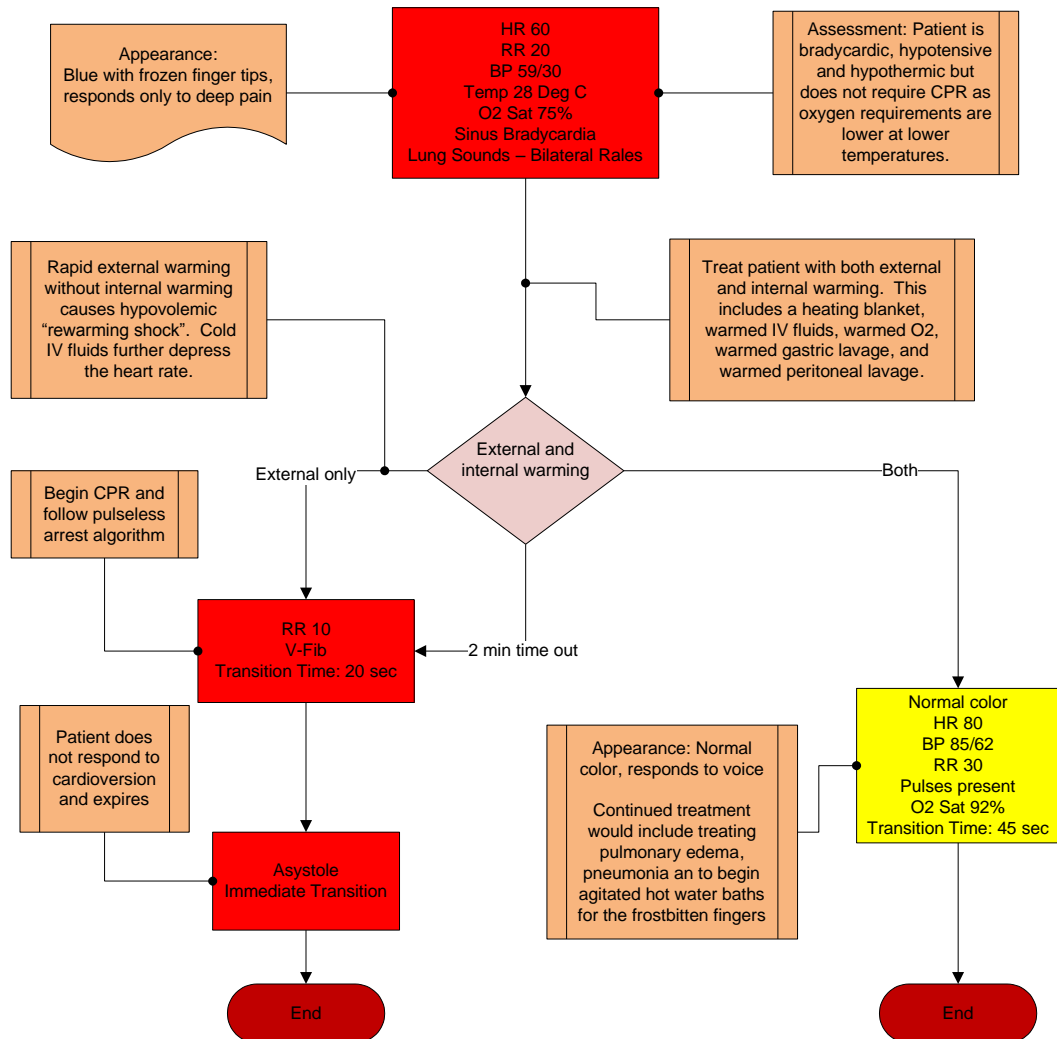 Appearance:
Blue with frozen finger tips,
responds only to deep pain
HR 60
RR 20
BP 59/30
Temp 28 Deg C
O2 Sat 75%
Sinus Bradycardia
Lung Sounds – Bilateral Rales
Assessment: Patient is
bradycardic, hypotensive
and hypothermic but
does not require CPR as
oxygen requirements are
lower at lower
temperatures.
Rapid external warming
without internal warming
causes hypovolemic
“rewarming shock”. Cold
IV fluids further depress
the heart rate.
Treat patient with both external
and internal warming. This
includes a heating blanket,
warmed IV fluids, warmed O2,
warmed gastric lavage, and
warmed peritoneal lavage.
External and
internal warming
External only
Both
Begin CPR and
follow pulseless
arrest algorithm
RR 10
V-Fib
Transition Time: 20 sec
2 min time out
Patient does
not respond to
cardioversion
and expires
Appearance: Normal
color, responds to voice
Continued treatment
would include treating
pulmonary edema,
pneumonia an to begin
agitated hot water baths
for the frostbitten fingers
Normal color
HR 80
BP 85/62
RR 30
Pulses present
O2 Sat 92%
Transition Time: 45 sec
Asystole
Immediate Transition
End
End